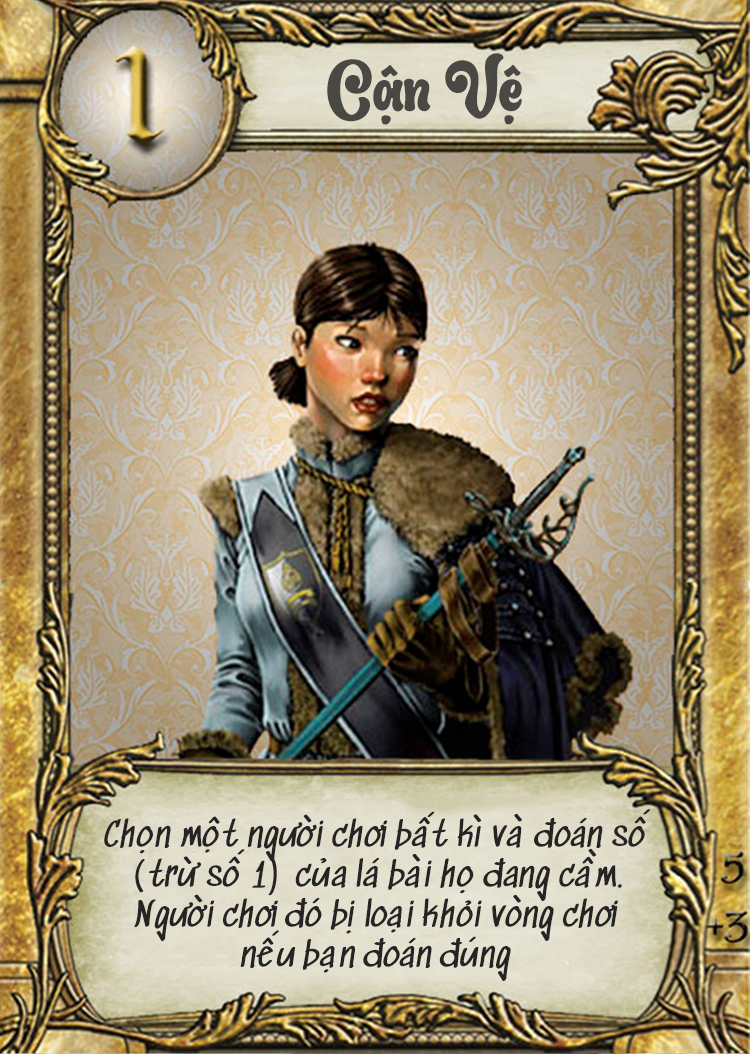 1
Cận Vệ
Chọn một người chơi bất kì và đoán số
(trừ số 1) của lá bài họ đang cầm.
Người chơi đó bị loại khỏi vòng chơi
nếu bạn đoán đúng
5
+3